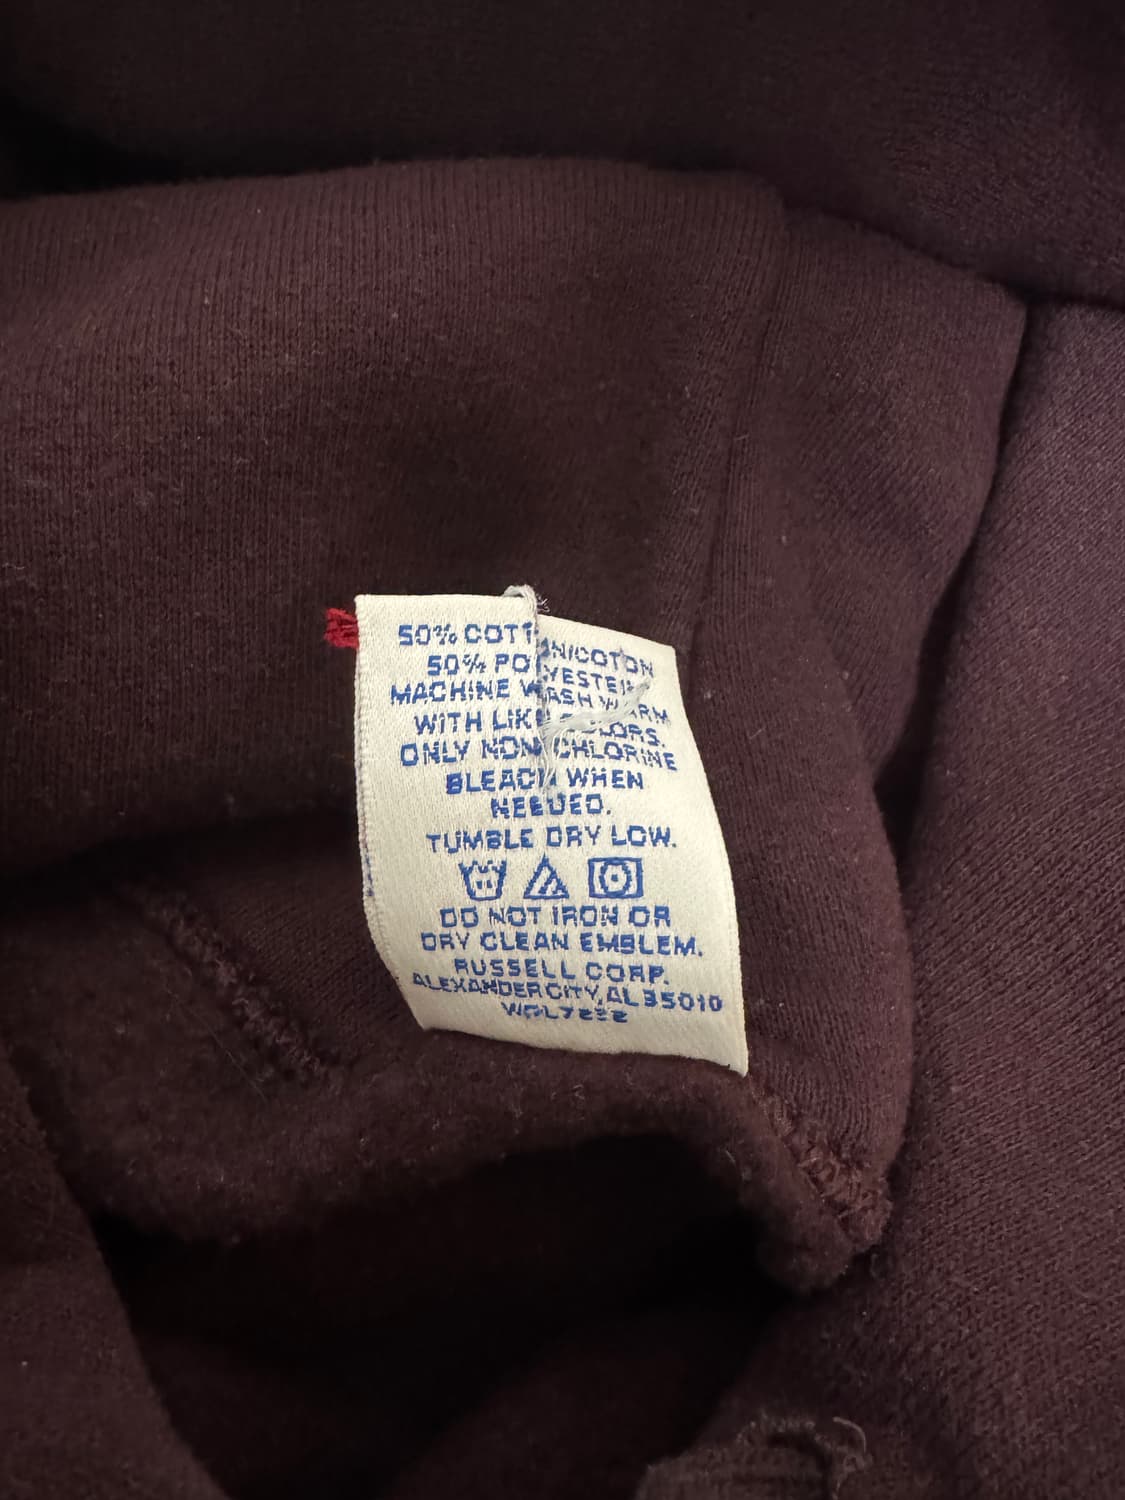 50% COTTON/COTON
50% POLYESTER
MACHINE WASH WARM
WITH LIKE COLORS.
ONLY NON CHLORINE
BLEACH WHEN
NEEDED.
TUMBLE DRY LOW.
DO NOT IRON OR
DRY CLEAN EMBLEM.
RUSSELL CORP.
ALEXANDER CITY, AL 35010